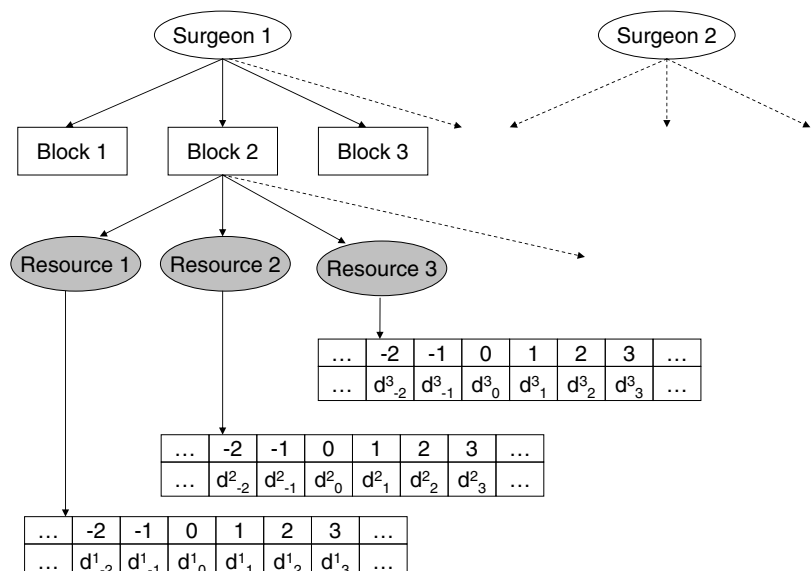 Surgeon 1 Surgeon 2
Block 1 Block 2 Block 3
Resource 1 Resource 2 Resource 3
... -2 -1 0 1 2 3 ...
... d³₋₂ d³₋₁ d³₀ d³₁ d³₂ d³₃ ...
... -2 -1 0 1 2 3 ...
... d²₋₂ d²₋₁ d²₀ d²₁ d²₂ d²₃ ...
... -2 -1 0 1 2 3 ...
... d¹₋₂ d¹₋₁ d¹₀ d¹₁ d¹₂ d¹₃ ...